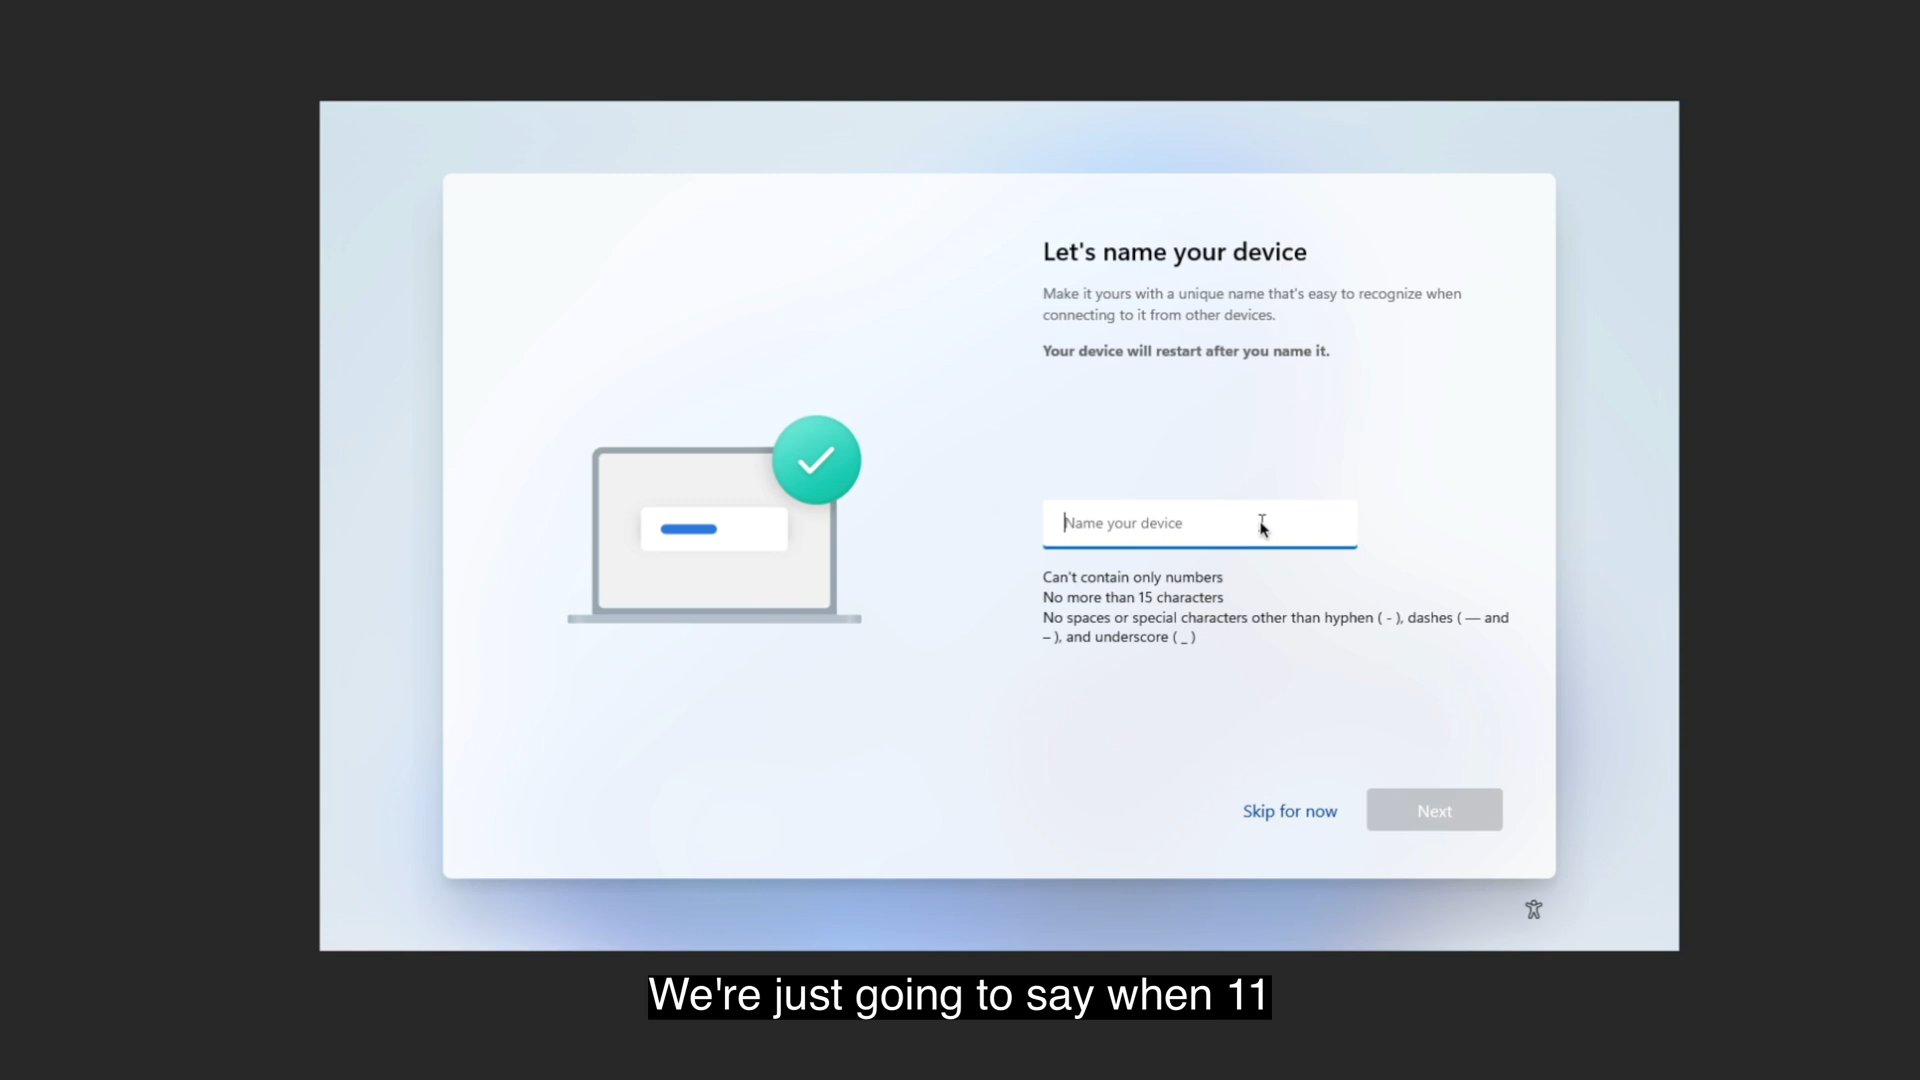 Let's name your device
Make it yours with a unique name that's easy to recognize when
connecting to it from other devices.
Your device will restart after you name it.
Name your device
Can't contain only numbers
No more than 15 characters
No spaces or special characters other than hyphen ( - ), dashes ( — and
– ), and underscore ( _ )
Skip for now
Next
We're just going to say when 11